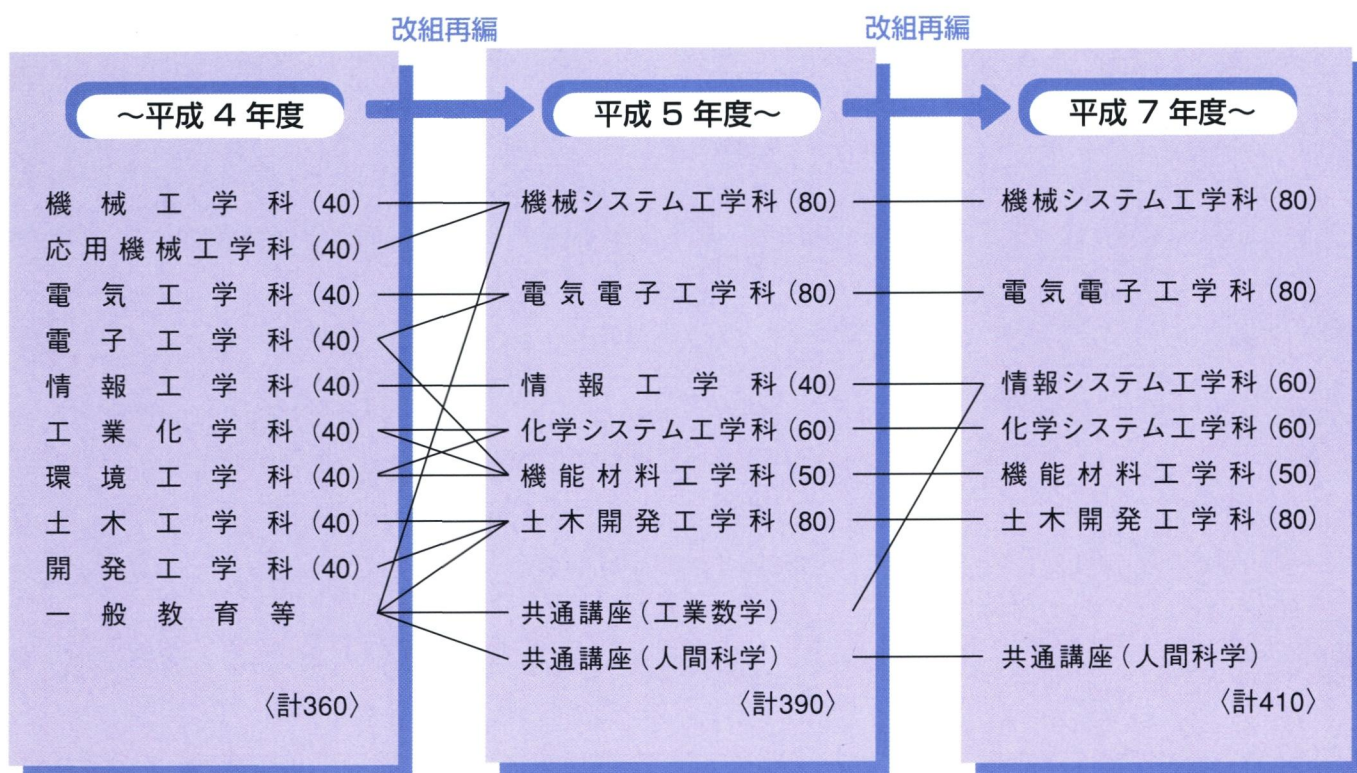 改組再編
改組再編
~平成 4 年度
機械工学科(40)
応用機械工学科(40)
電気工学科(40)
電子工学科(40)
情報工学科(40)
工業化学科(40)
環境工学科(40)
土木工学科(40)
開発工学科(40)
一般教育等
〈計360〉
平成 5 年度~
機械システム工学科(80)
電気電子工学科(80)
情報工学科(40)
化学システム工学科(60)
機能材料工学科(50)
土木開発工学科(80)
共通講座(工業数学)
共通講座(人間科学)
〈計390〉
平成 7 年度~
機械システム工学科(80)
電気電子工学科(80)
情報システム工学科(60)
化学システム工学科(60)
機能材料工学科(50)
土木開発工学科(80)
共通講座(人間科学)
〈計410〉